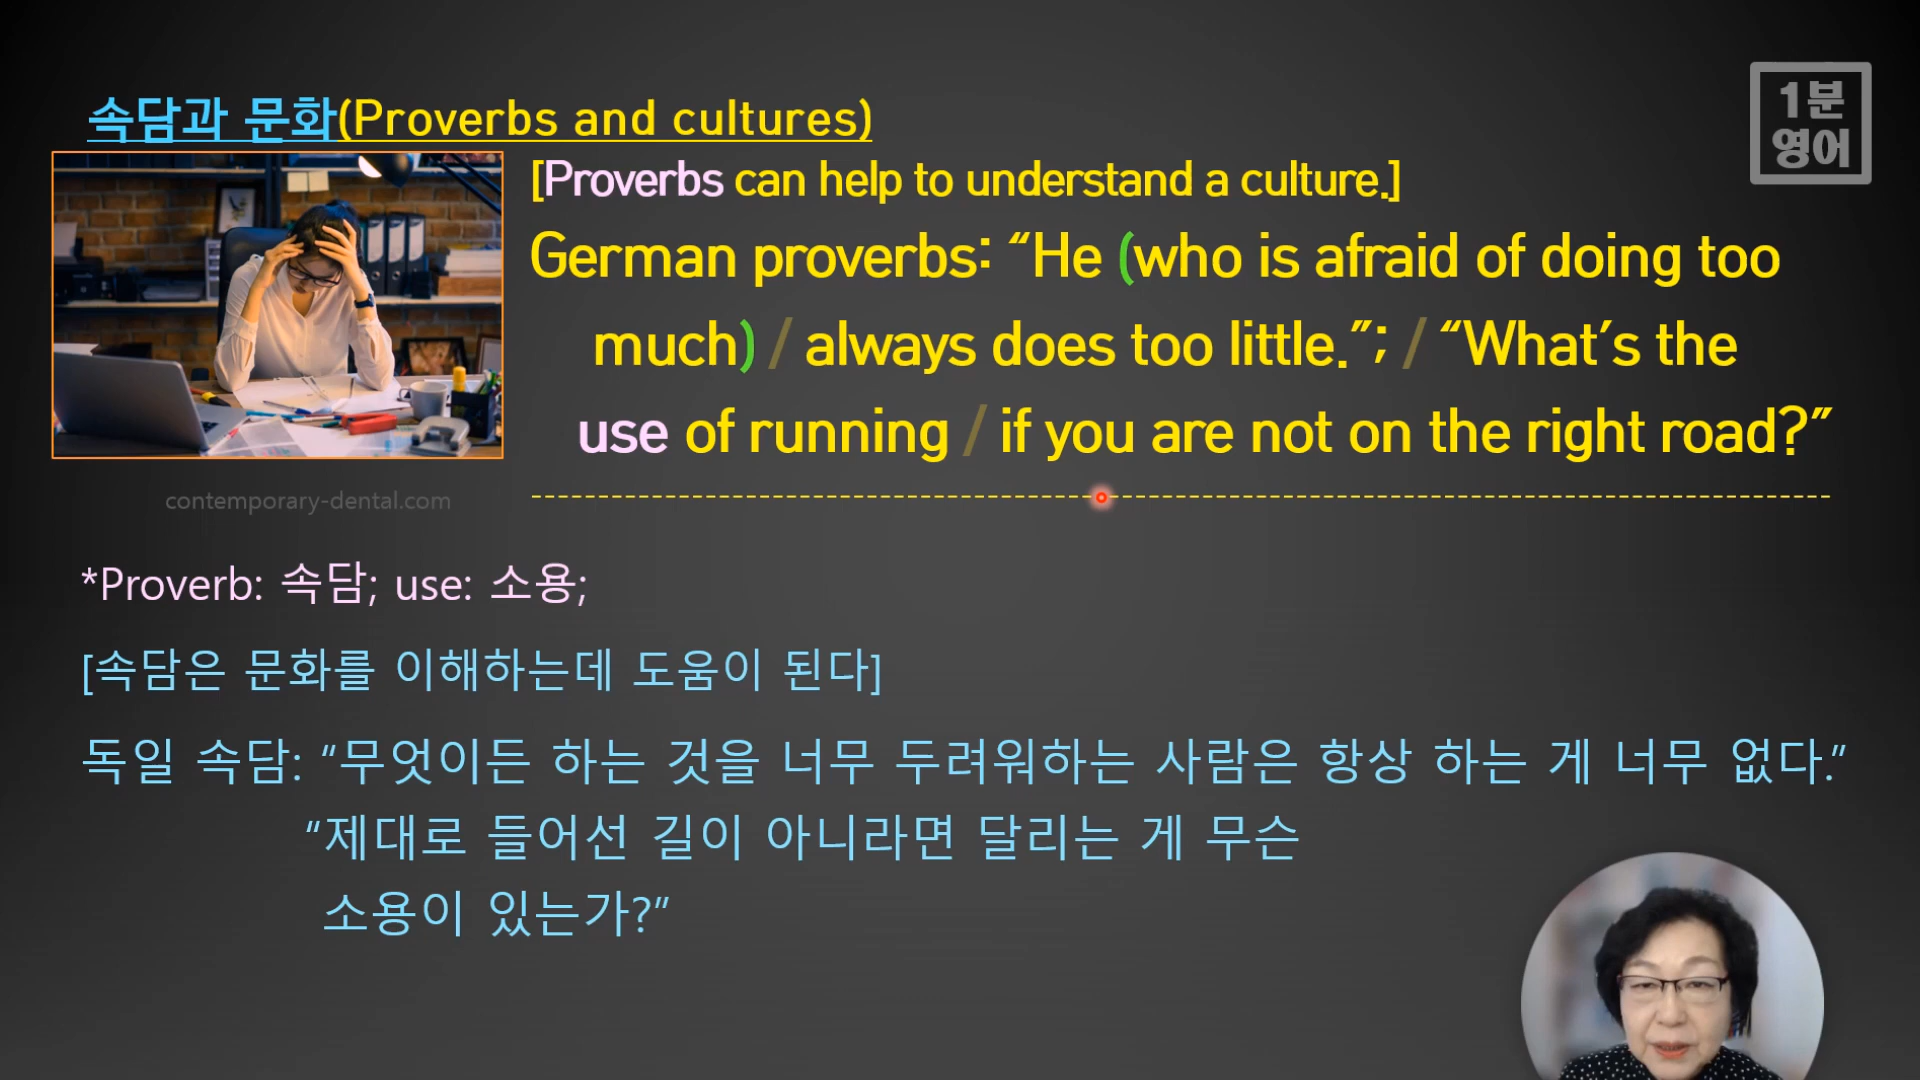 속담과 문화(Proverbs and cultures)
1분
영어
[Proverbs can help to understand a culture.]
German proverbs: “He (who is afraid of doing too
much) / always does too little.”; / “What’s the
use of running / if you are not on the right road?”
contemporary-dental.com
*Proverb: 속담; use: 소용;
[속담은 문화를 이해하는데 도움이 된다]
독일 속담: “무엇이든 하는 것을 너무 두려워하는 사람은 항상 하는 게 너무 없다.”
“제대로 들어선 길이 아니라면 달리는 게 무슨
소용이 있는가?”